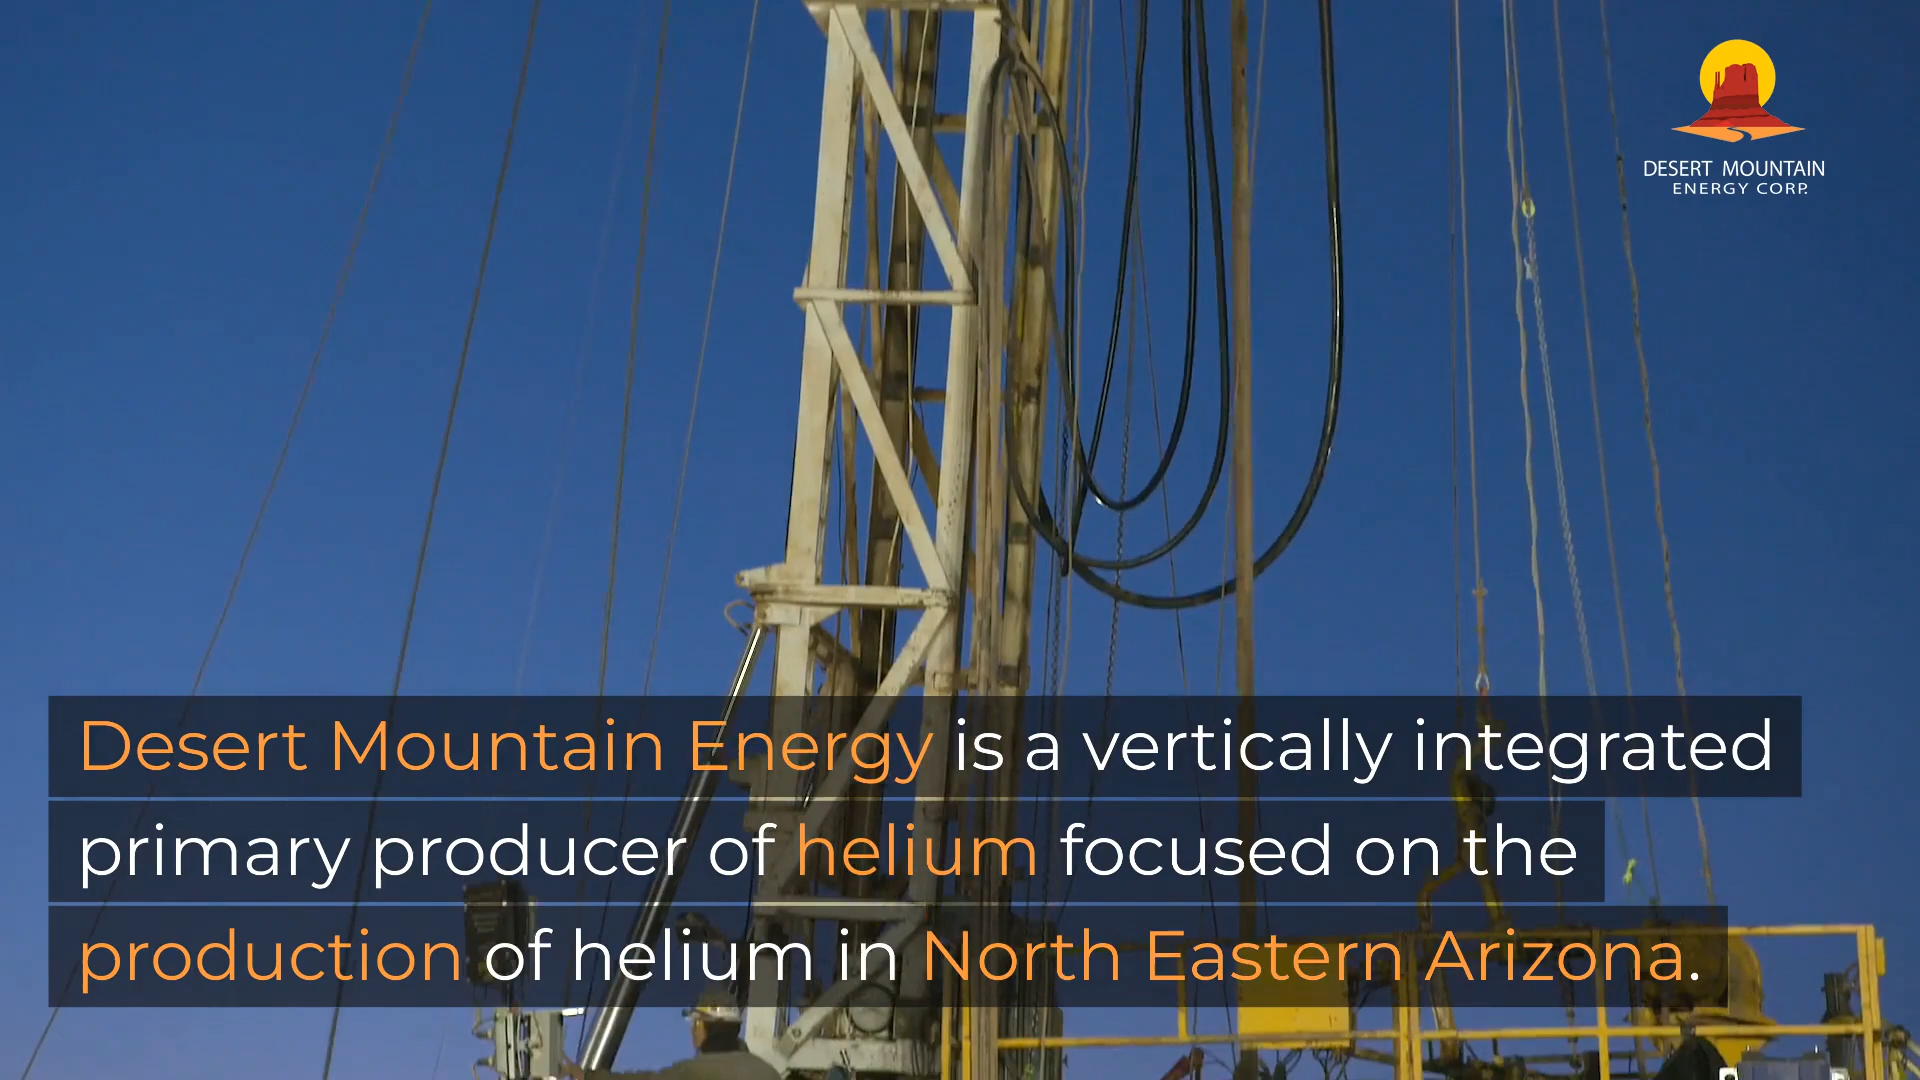 DESERT MOUNTAIN
ENERGY CORP.
Desert Mountain Energy is a vertically integrated
primary producer of helium focused on the
production of helium in North Eastern Arizona.